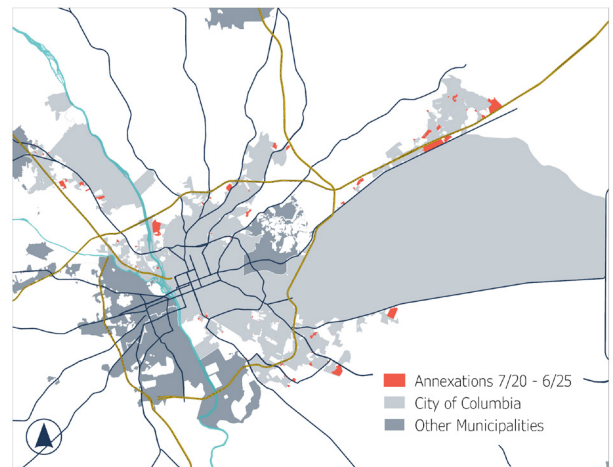 Annexations 7/20 - 6/25
City of Columbia
Other Municipalities